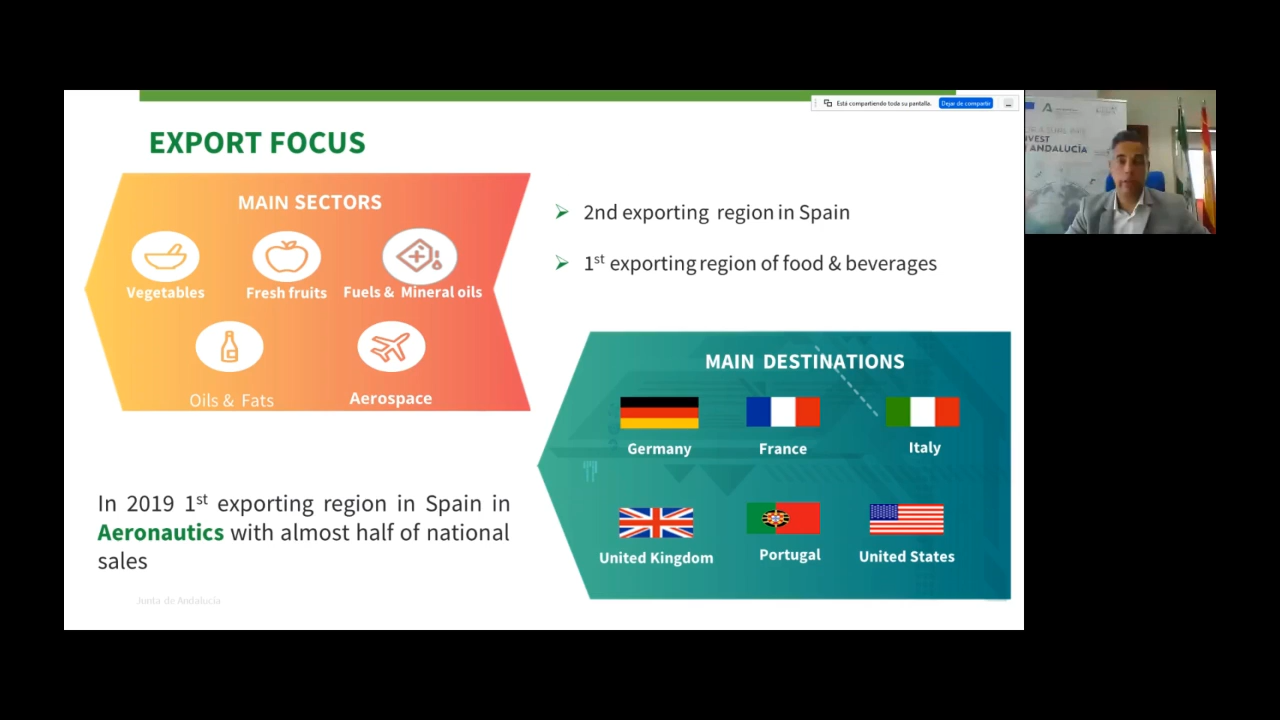 Está compartiendo toda su pantalla. Dejar de compartir
EXPORT FOCUS
MAIN SECTORS
Vegetables
Fresh fruits
Fuels & Mineral oils
Oils & Fats
Aerospace
2nd exporting region in Spain
1st exporting region of food & beverages
MAIN DESTINATIONS
Germany
France
Italy
United Kingdom
Portugal
United States
In 2019 1st exporting region in Spain in
Aeronautics with almost half of national
sales
Junta de Andalucía
ANDALUCÍA